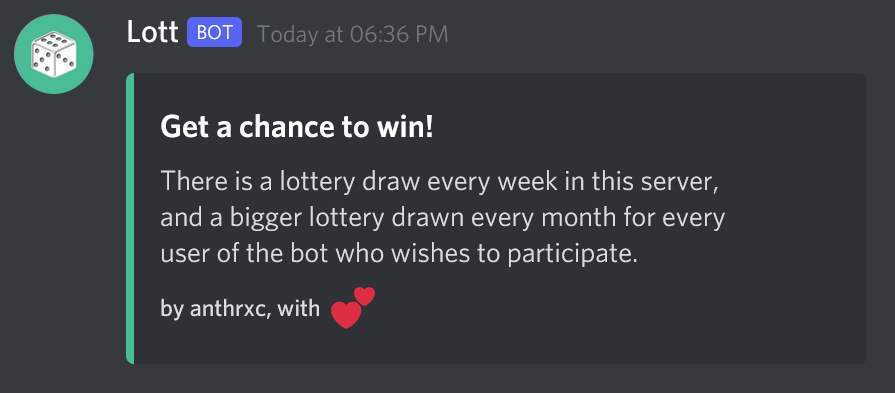 Lott BOT Today at 06:36 PM
Get a chance to win!
There is a lottery draw every week in this server,
and a bigger lottery drawn every month for every
user of the bot who wishes to participate.
by anthrxc, with 💕